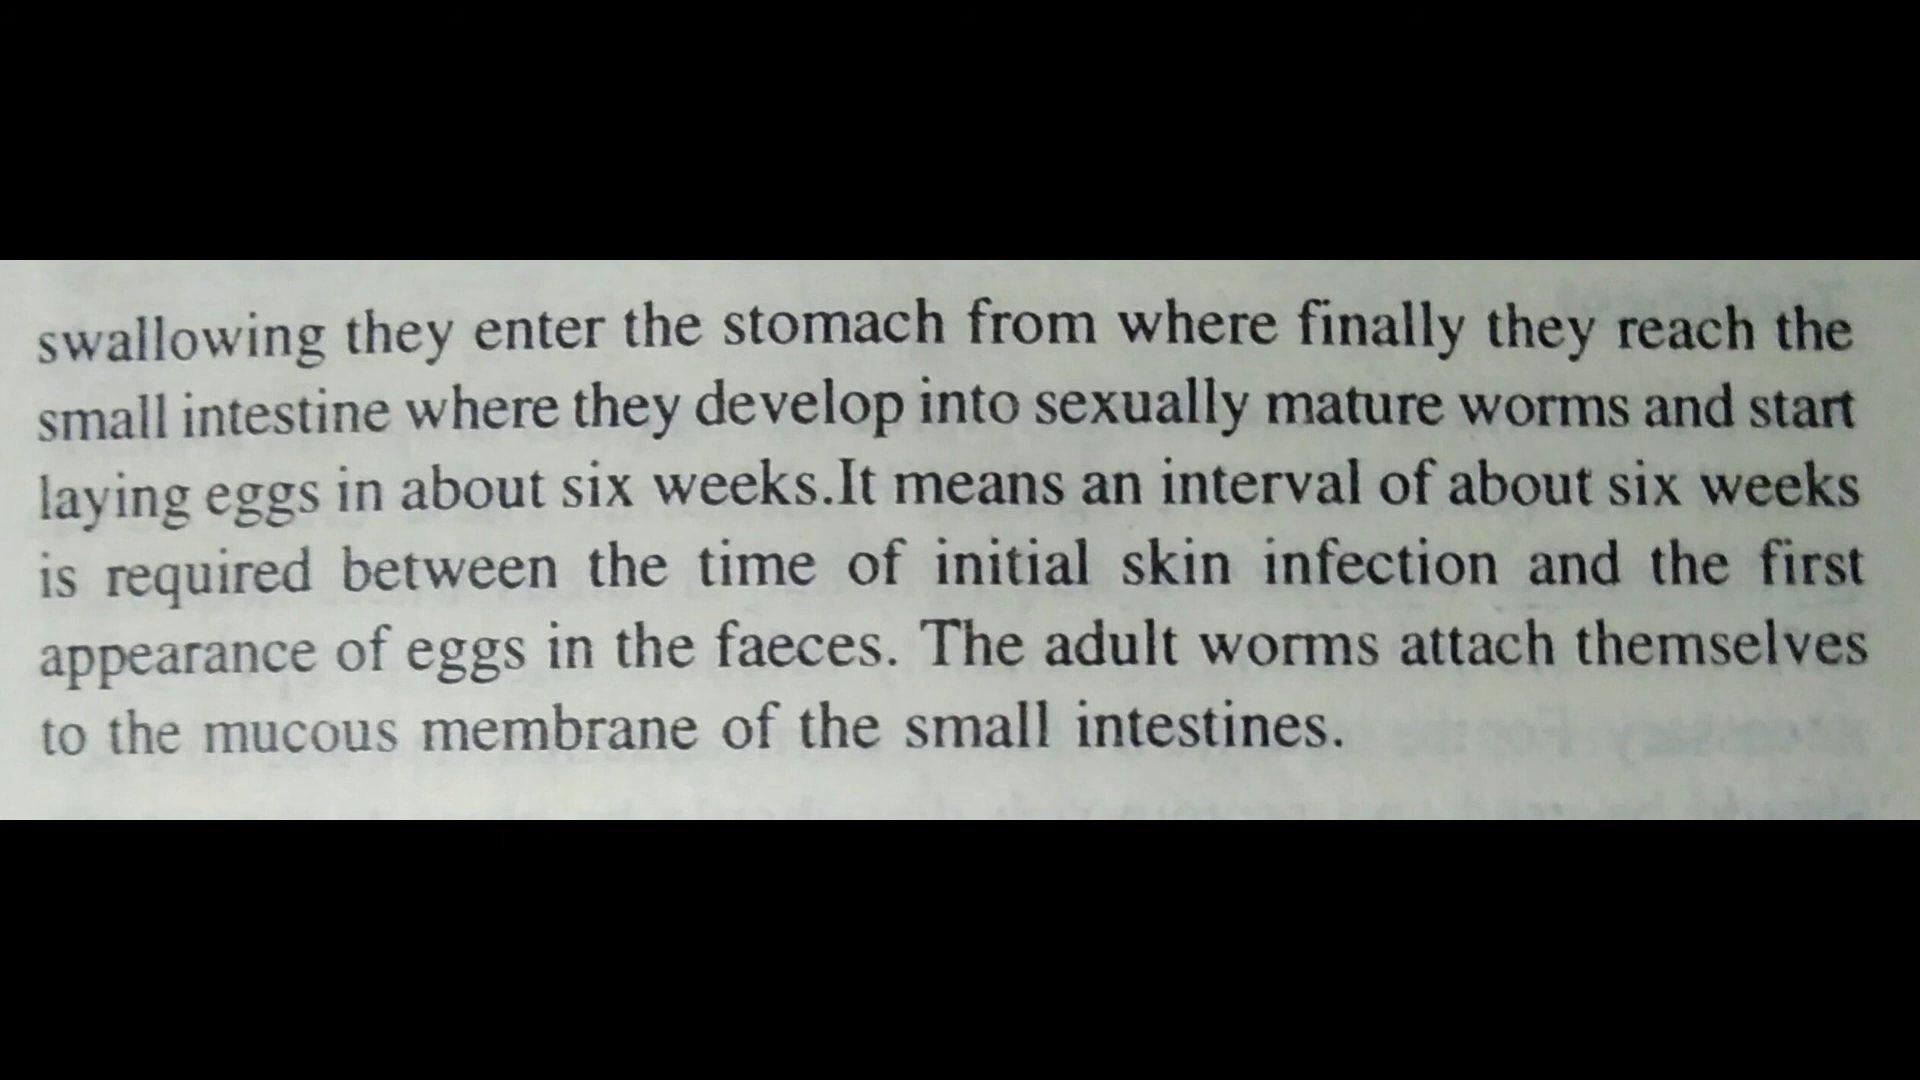 swallowing they enter the stomach from where finally they reach the
small intestine where they develop into sexually mature worms and start
laying eggs in about six weeks.It means an interval of about six weeks
is required between the time of initial skin infection and the first
appearance of eggs in the faeces. The adult worms attach themselves
to the mucous membrane of the small intestines.